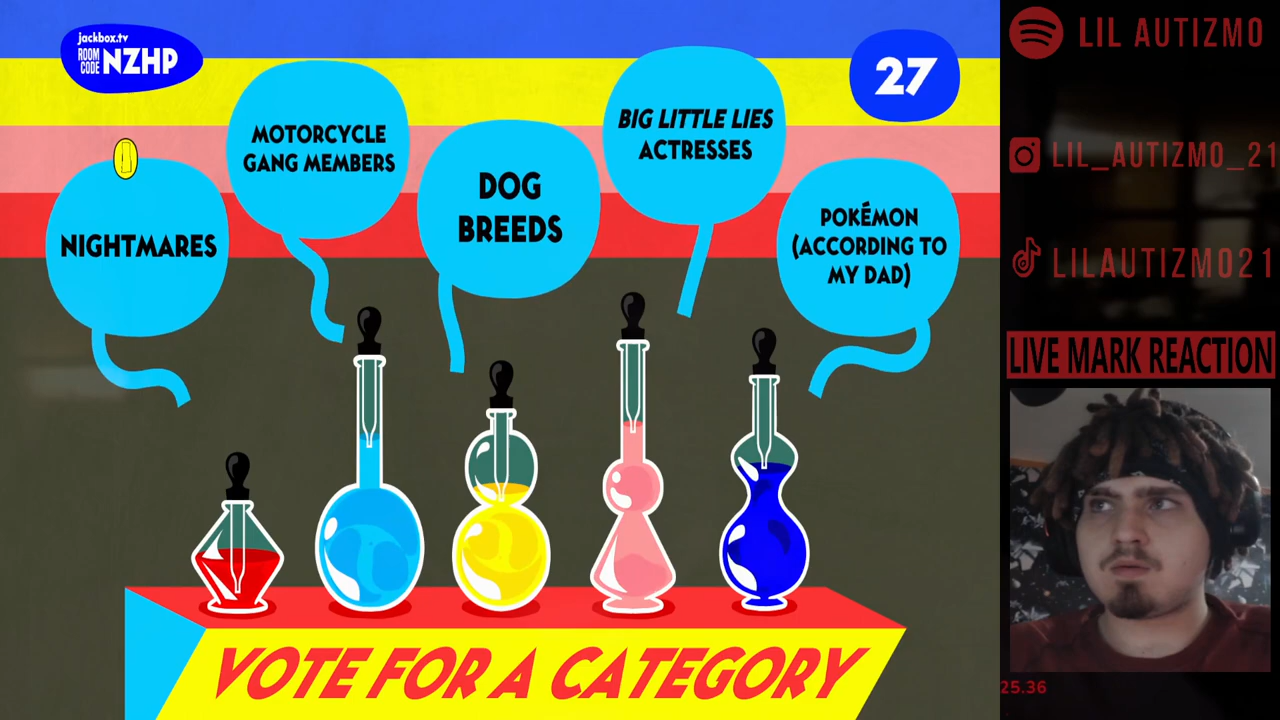 jackbox.tv
ROOM CODE NZHP
27
NIGHTMARES
MOTORCYCLE
GANG MEMBERS
DOG
BREEDS
BIG LITTLE LIES
ACTRESSES
POKÉMON
(ACCORDING TO
MY DAD)
VOTE FOR A CATEGORY
LIL AUTIZMO
LIL_AUTIZMO_21
LILAUTIZMO21
LIVE MARK REACTION
25.36